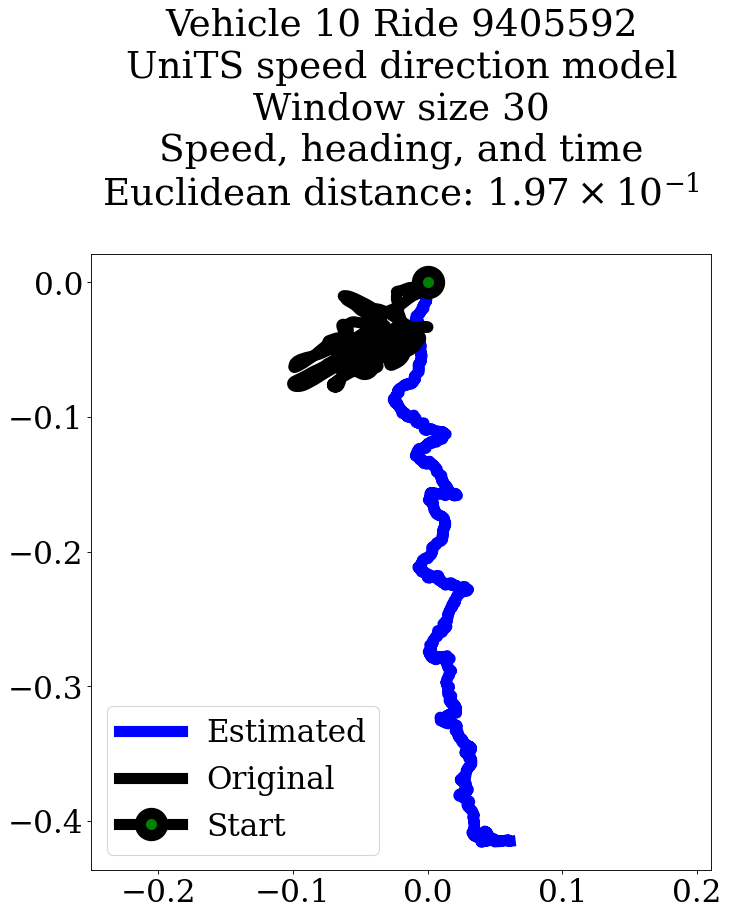 Vehicle 10 Ride 9405592
UniTS speed direction model
Window size 30
Speed, heading, and time
Euclidean distance: 1.97 × 10⁻¹
0.0
−0.1
−0.2
−0.3
−0.4
Estimated
Original
Start
−0.2 −0.1 0.0 0.1 0.2